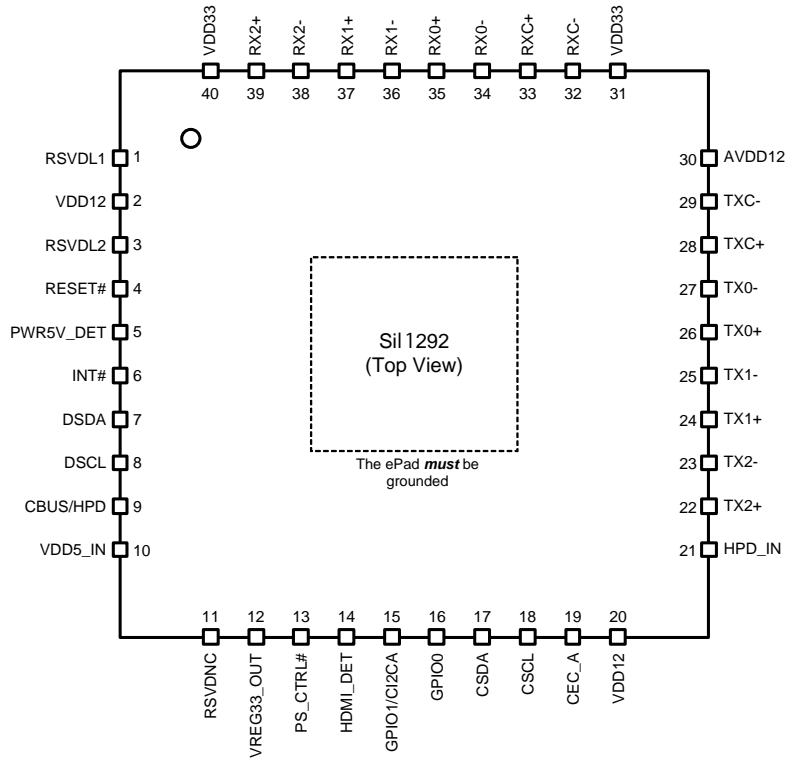 VDD33
RX2+
RX2-
RX1+
RX1-
RX0+
RX0-
RXC+
RXC-
VDD33
40 39 38 37 36 35 34 33 32 31
RSVDL1 1
VDD12 2
RSVDL2 3
RESET# 4
PWR5V_DET 5
INT# 6
DSDA 7
DSCL 8
CBUS/HPD 9
VDD5_IN 10
SiI1292
(Top View)
The ePad must be
grounded
30 AVDD12
29 TXC-
28 TXC+
27 TX0-
26 TX0+
25 TX1-
24 TX1+
23 TX2-
22 TX2+
21 HPD_IN
11 12 13 14 15 16 17 18 19 20
RSVDNC
VREG33_OUT
PS_CTRL#
HDMI_DET
GPIO1/CI2CA
GPIO0
CSDA
CSCL
CEC_A
VDD12